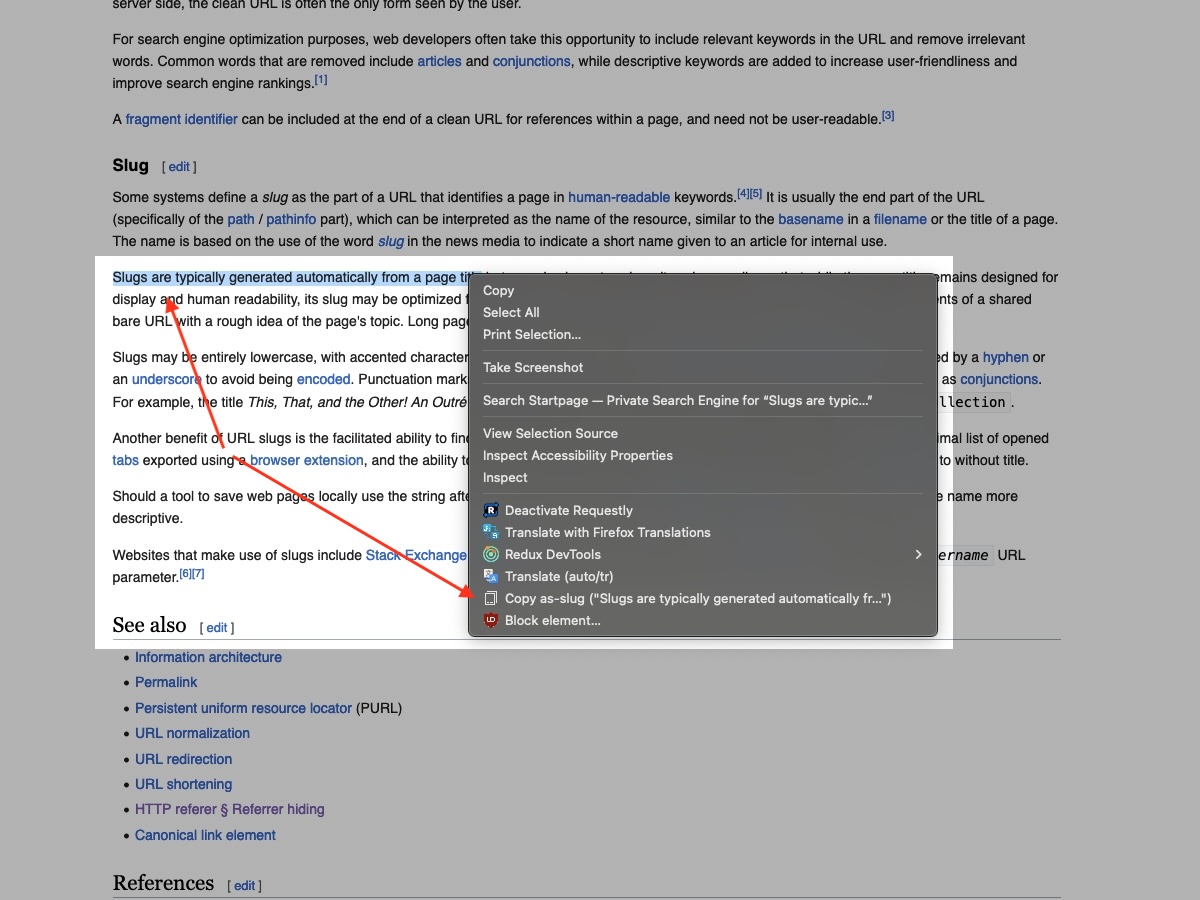 server side, the clean URL is often the only form seen by the user.
For search engine optimization purposes, web developers often take this opportunity to include relevant keywords in the URL and remove irrelevant
words. Common words that are removed include articles and conjunctions, while descriptive keywords are added to increase user-friendliness and
improve search engine rankings.[1]
A fragment identifier can be included at the end of a clean URL for references within a page, and need not be user-readable.[3]
Slug [ edit ]
Some systems define a slug as the part of a URL that identifies a page in human-readable keywords.[4][5] It is usually the end part of the URL
(specifically of the path / pathinfo part), which can be interpreted as the name of the resource, similar to the basename in a filename or the title of a page.
The name is based on the use of the word slug in the news media to indicate a short name given to an article for internal use.
Slugs are typically generated automatically from a page emains designed for
display and human readability, its slug may be optimized nts of a shared
bare URL with a rough idea of the page's topic. Long page
Slugs may be entirely lowercase, with accented character ed by a hyphen or
an underscore to avoid being encoded. Punctuation mark as conjunctions.
For example, the title This, That, and the Other! An Outré llection .
Another benefit of URL slugs is the facilitated ability to imal list of opened
tabs exported using a browser extension, and the ability to without title.
Should a tool to save web pages locally use the string name more
descriptive.
Websites that make use of slugs include Stack Exchange ername URL
parameter.[6][7]
Copy
Select All
Print Selection...
Take Screenshot
Search Startpage — Private Search Engine for “Slugs are typic...”
View Selection Source
Inspect Accessibility Properties
Inspect
Deactivate Requestly
Translate with Firefox Translations
Redux DevTools
Translate (auto/tr)
Copy as-slug ("Slugs are typically generated automatically fr...")
Block element...
See also [ edit ]
• Information architecture
• Permalink
• Persistent uniform resource locator (PURL)
• URL normalization
• URL redirection
• URL shortening
• HTTP referer § Referrer hiding
• Canonical link element
References [ edit ]